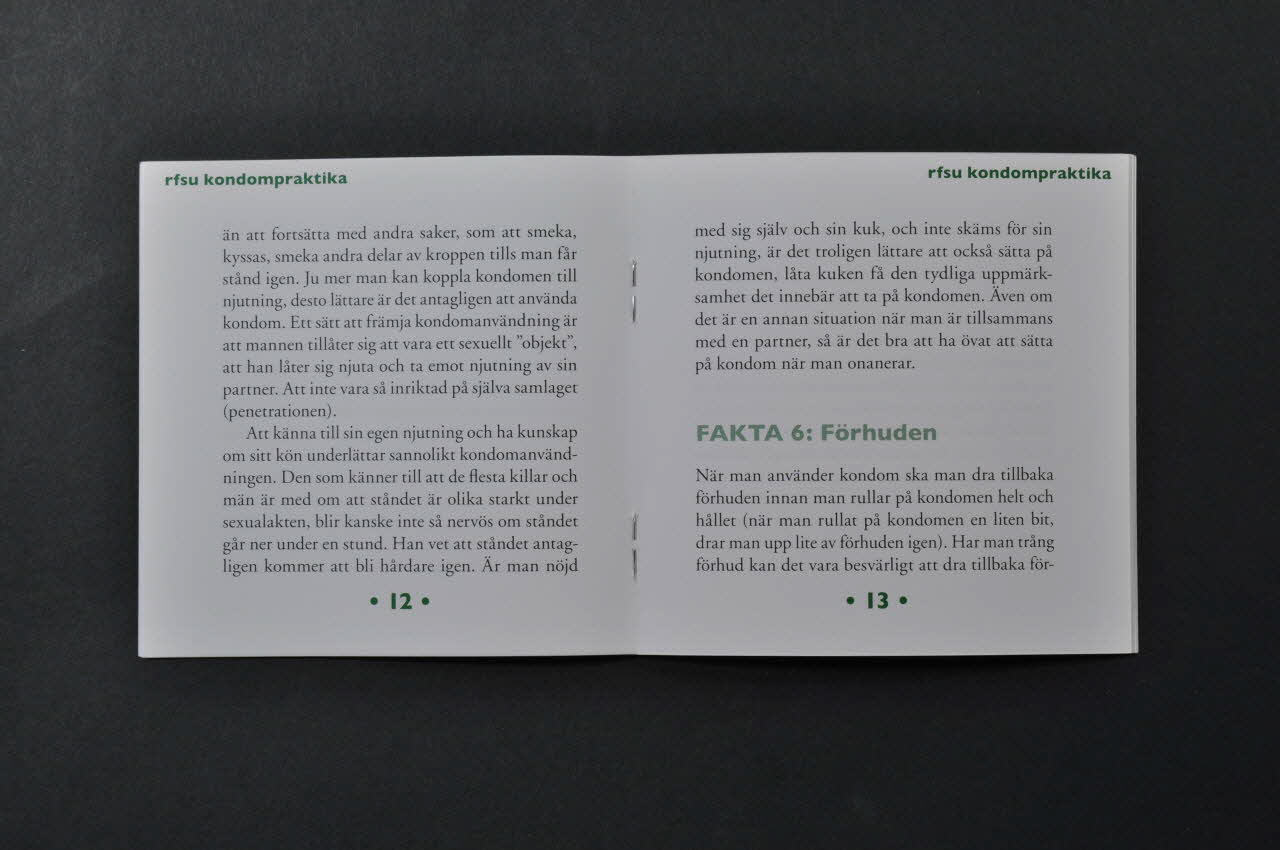 rfsu kondompraktika
än att fortsätta med andra saker, som att smeka,
kyssas, smeka andra delar av kroppen tills man får
stånd igen. Ju mer man kan koppla kondomen till
njutning, desto lättare är det antagligen att använda
kondom. Ett sätt att främja kondomanvändning är
att mannen tillåter sig att vara ett sexuellt ”objekt”,
att han låter sig njuta och ta emot njutning av sin
partner. Att inte vara så inriktad på själva samlaget
(penetrationen).
Att känna till sin egen njutning och ha kunskap
om sitt kön underlättar sannolikt kondomanvänd-
ningen. Den som känner till att de flesta killar och
män är med om att ståndet är olika starkt under
sexualakten, blir kanske inte så nervös om ståndet
går ner under en stund. Han vet att ståndet antag-
ligen kommer att bli hårdare igen. Är man nöjd
• 12 •
rfsu kondompraktika
med sig själv och sin kuk, och inte skäms för sin
njutning, är det troligen lättare att också sätta på
kondomen, låta kuken få den tydliga uppmärk-
samhet det innebär att ta på kondomen. Även om
det är en annan situation när man är tillsammans
med en partner, så är det bra att ha övat att sätta
på kondom när man onanerar.
FAKTA 6: Förhuden
När man använder kondom ska man dra tillbaka
förhuden innan man rullar på kondomen helt och
hållet (när man rullat på kondomen en liten bit,
drar man upp lite av förhuden igen). Har man trång
förhud kan det vara besvärligt att dra tillbaka för-
• 13 •